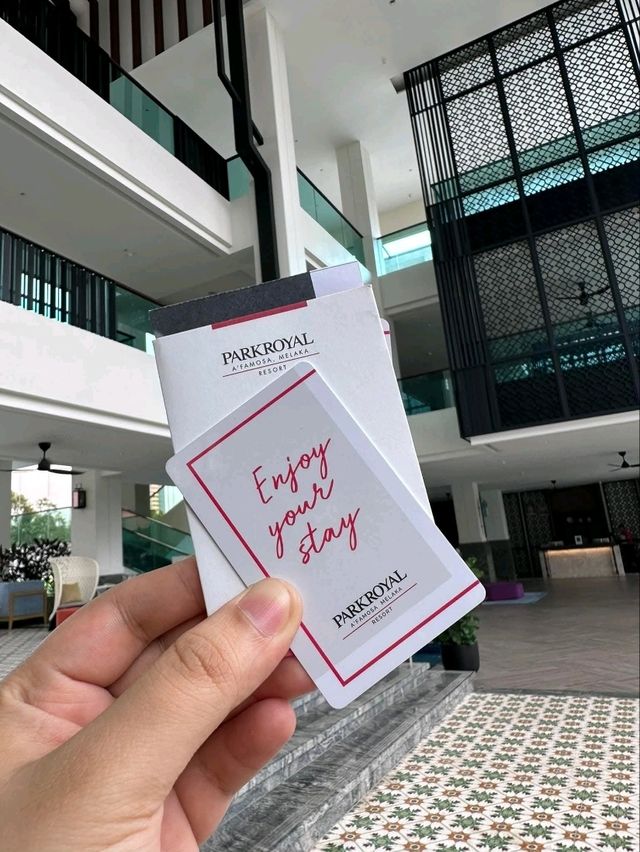 PARKROYAL
A'FAMOSA, MELAKA
RESORT
Enjoy
your
stay
PARKROYAL
A'FAMOSA MELAKA
RESORT